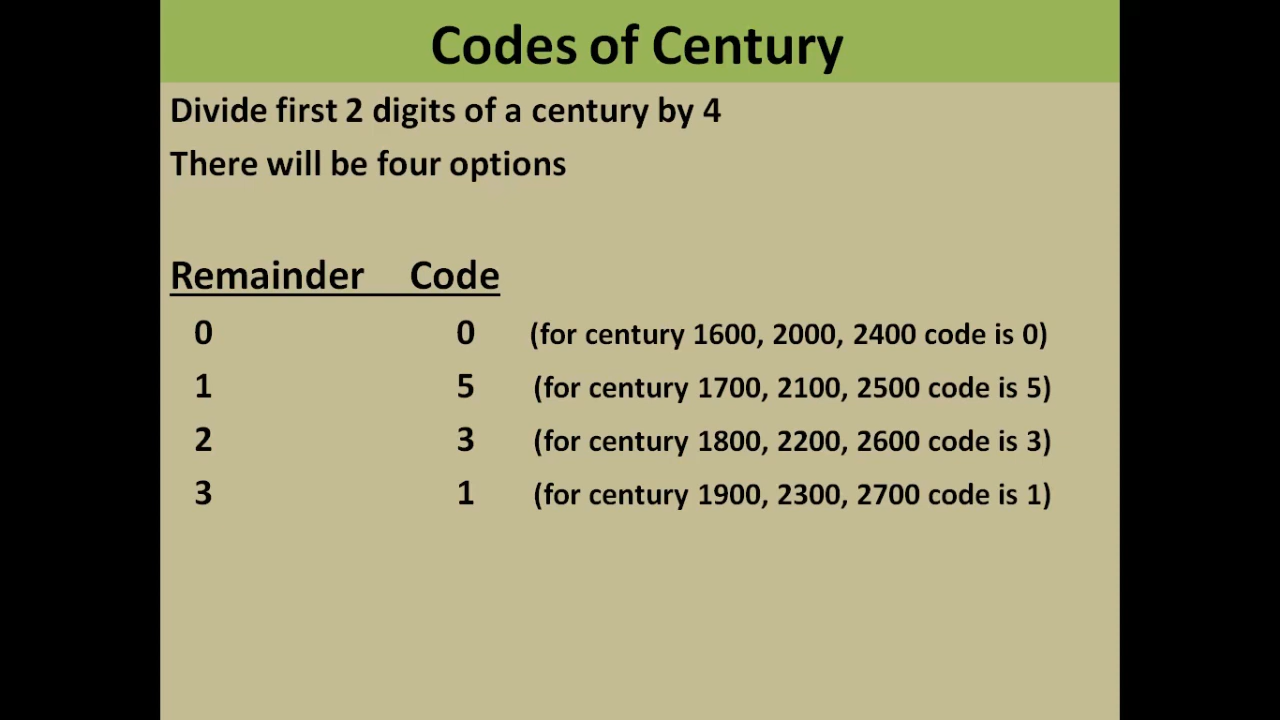 Codes of Century
Divide first 2 digits of a century by 4
There will be four options
Remainder Code
0 0 (for century 1600, 2000, 2400 code is 0)
1 5 (for century 1700, 2100, 2500 code is 5)
2 3 (for century 1800, 2200, 2600 code is 3)
3 1 (for century 1900, 2300, 2700 code is 1)